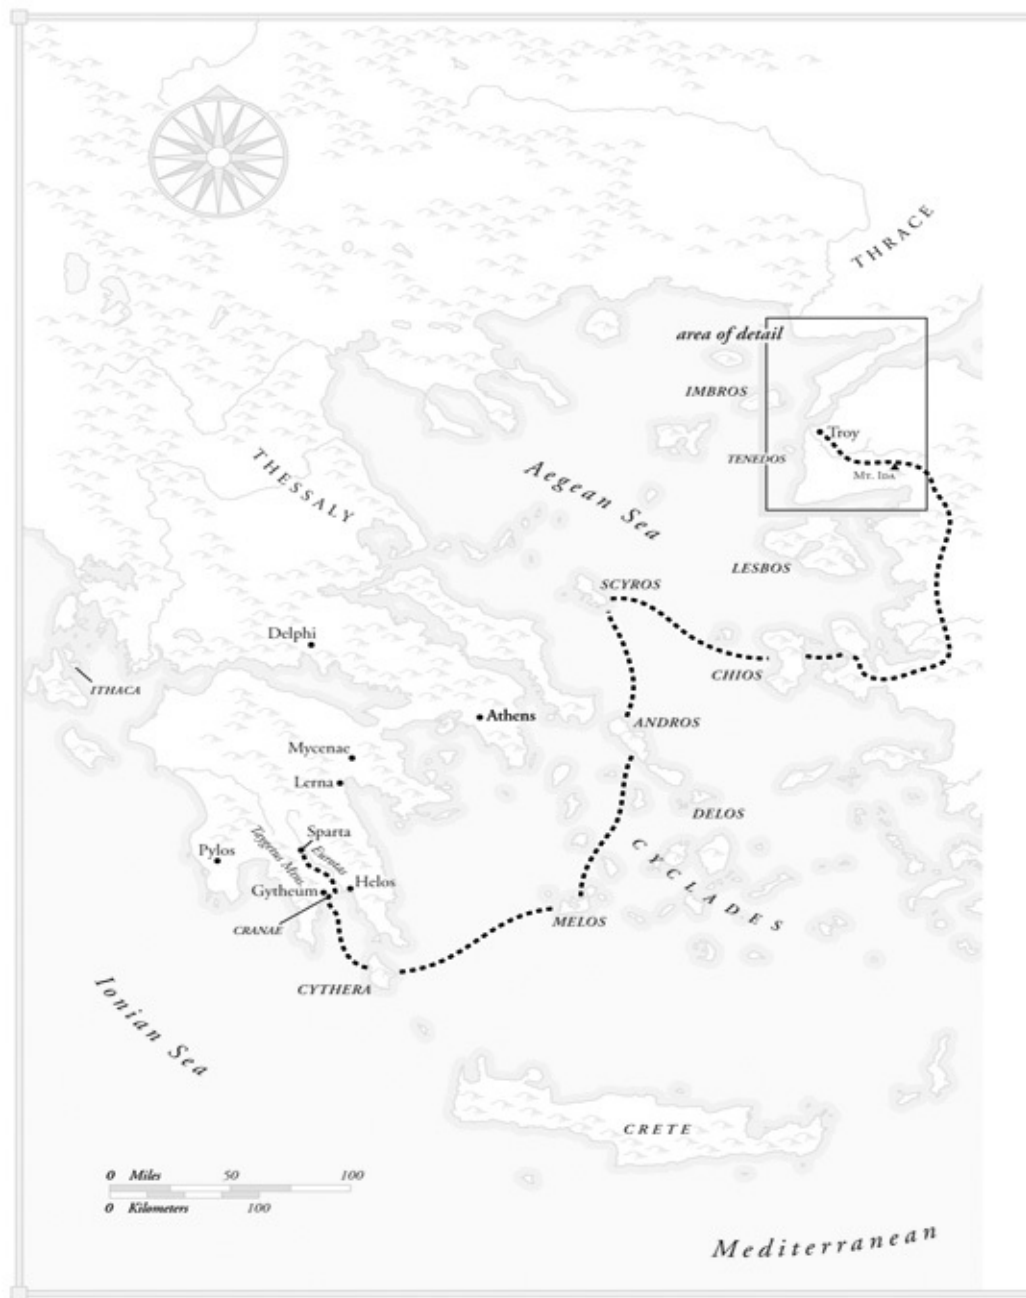 THRACE
area of detail
IMBROS
Troy
TENEDOS
MT. IDA
THESSALY
Aegean Sea
LESBOS
SCYROS
Delphi
CHIOS
ITHACA
Athens
ANDROS
Mycenae
Lerna
DELOS
Sparta
Pylos
Taygetus Mtns.
Eurotas
CYCLADES
Gytheum
Helos
CRANAE
MELOS
CYTHERA
Ionian Sea
CRETE
0 Miles 50 100
0 Kilometers 100
Mediterranean